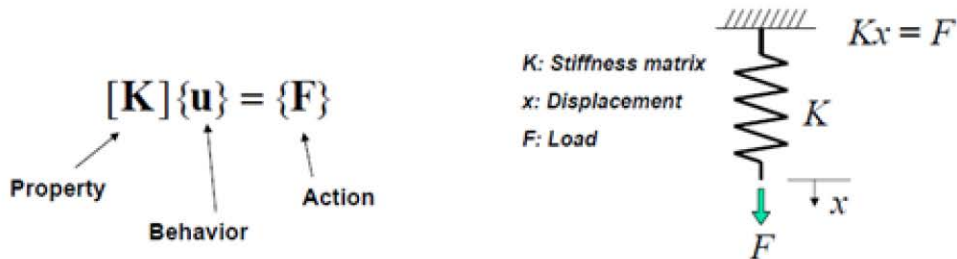 [K]{u} = {F}
Property
Behavior
Action
K: Stiffness matrix
x: Displacement
F: Load
Kx = F
K
x
F